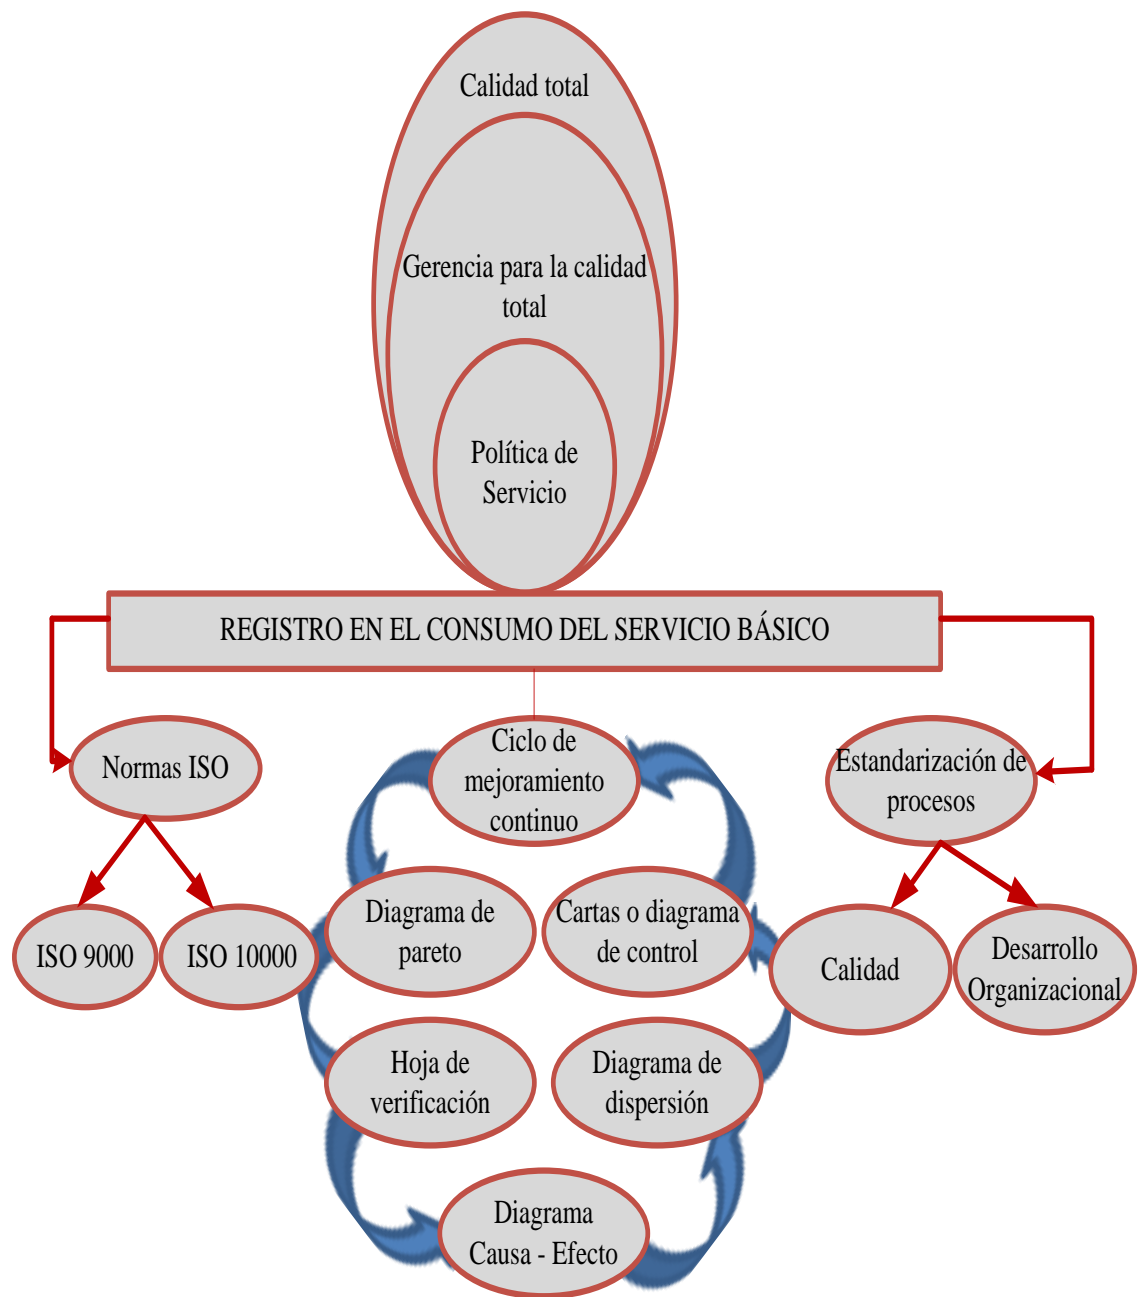 Calidad total
Gerencia para la calidad
total
Política de
Servicio
REGISTRO EN EL CONSUMO DEL SERVICIO BÁSICO
Normas ISO
Ciclo de
mejoramiento
continuo
Estandarización de
procesos
ISO 9000
ISO 10000
Diagrama de
pareto
Cartas o diagrama
de control
Calidad
Desarrollo
Organizacional
Hoja de
verificación
Diagrama de
dispersión
Diagrama
Causa - Efecto